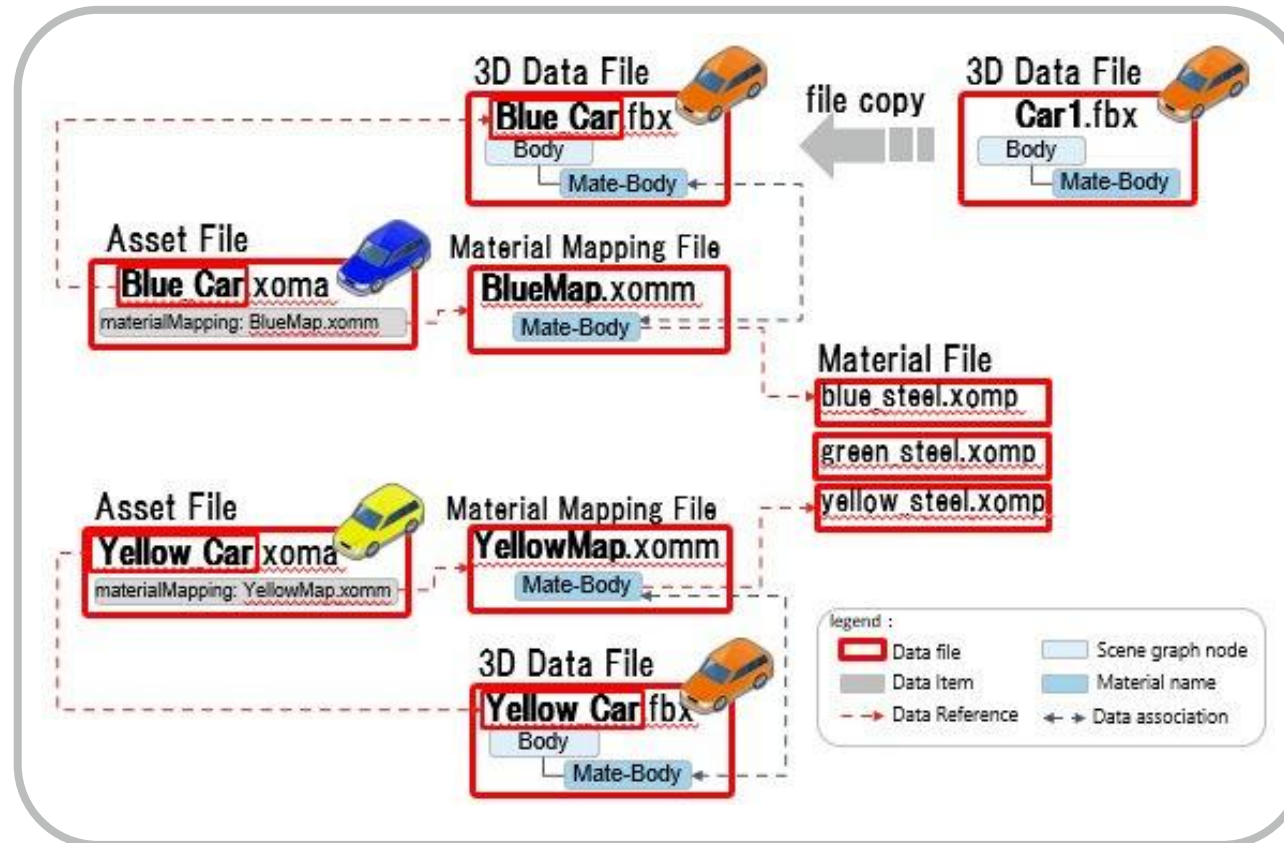 3D Data File
Blue Car.fbx
Body
Mate-Body
file copy
3D Data File
Car1.fbx
Body
Mate-Body
Asset File
Blue Car.xoma
materialMapping: BlueMap.xomm
Material Mapping File
BlueMap.xomm
Mate-Body
Material File
blue_steel.xomp
green_steel.xomp
yellow_steel.xomp
Asset File
Yellow Car.xoma
materialMapping: YellowMap.xomm
Material Mapping File
YellowMap.xomm
Mate-Body
3D Data File
Yellow Car.fbx
Body
Mate-Body
legend :
Data file
Scene graph node
Data Item
Material name
Data Reference
Data association